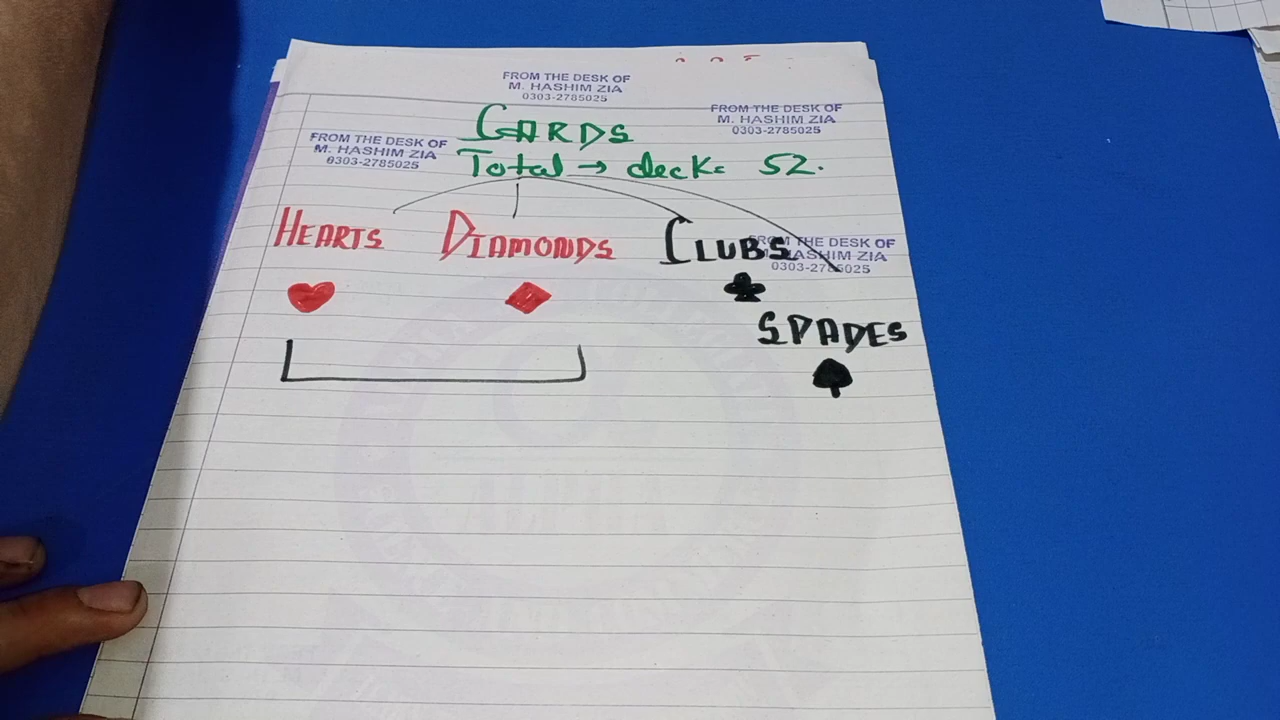 FROM THE DESK OF
M. HASHIM ZIA
0303-2785025
FROM THE DESK OF
M. HASHIM ZIA
0303-2785025
FROM THE DESK OF
M. HASHIM ZIA
0303-2785025
CARDS
Total → deck 52.
HEARTS DIAMONDS CLUBS
FROM THE DESK OF
HASHIM ZIA
0303-2785025
SPADES